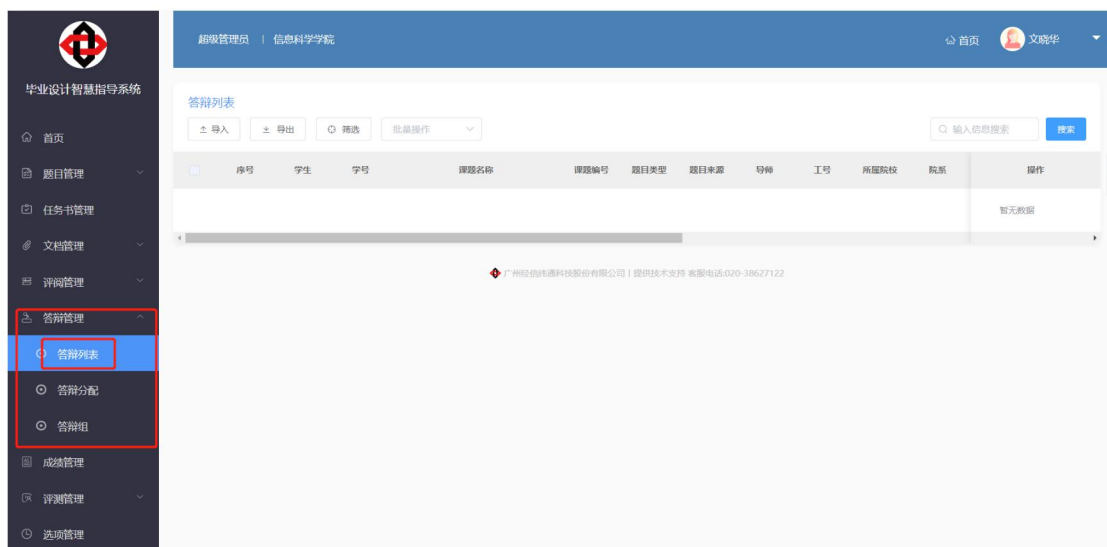 超级管理员 | 信息科学学院
首页 文晓华
毕业设计智慧指导系统
首页
题目管理
任务书管理
文档管理
评阅管理
答辩管理
答辩列表
答辩分配
答辩组
成绩管理
评测管理
选项管理
答辩列表
导入 导出 筛选 批量操作 输入信息搜索 搜索
序号 学生 学号 课题名称 课题编号 题目类型 题目来源 导师 工号 所属院校 院系 操作
暂无数据
广州经信纬通科技股份有限公司 | 提供技术支持 客服电话:020-38627122